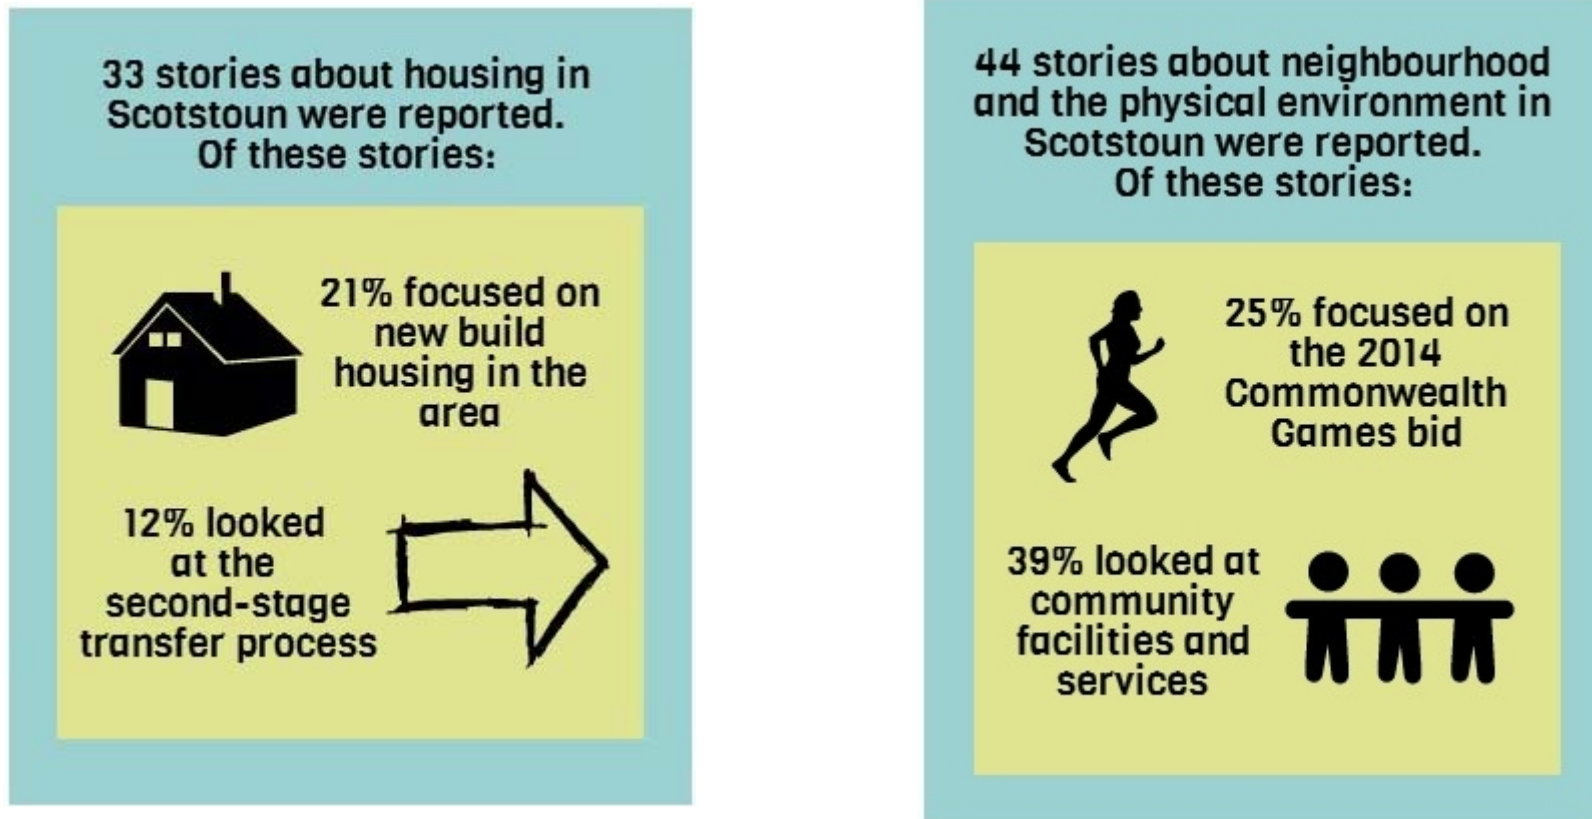 33 stories about housing in
Scotstoun were reported.
Of these stories:
21% focused on
new build
housing in the
area
12% looked
at the
second-stage
transfer process
44 stories about neighbourhood
and the physical environment in
Scotstoun were reported.
Of these stories:
25% focused on
the 2014
Commonwealth
Games bid
39% looked at
community
facilities and
services